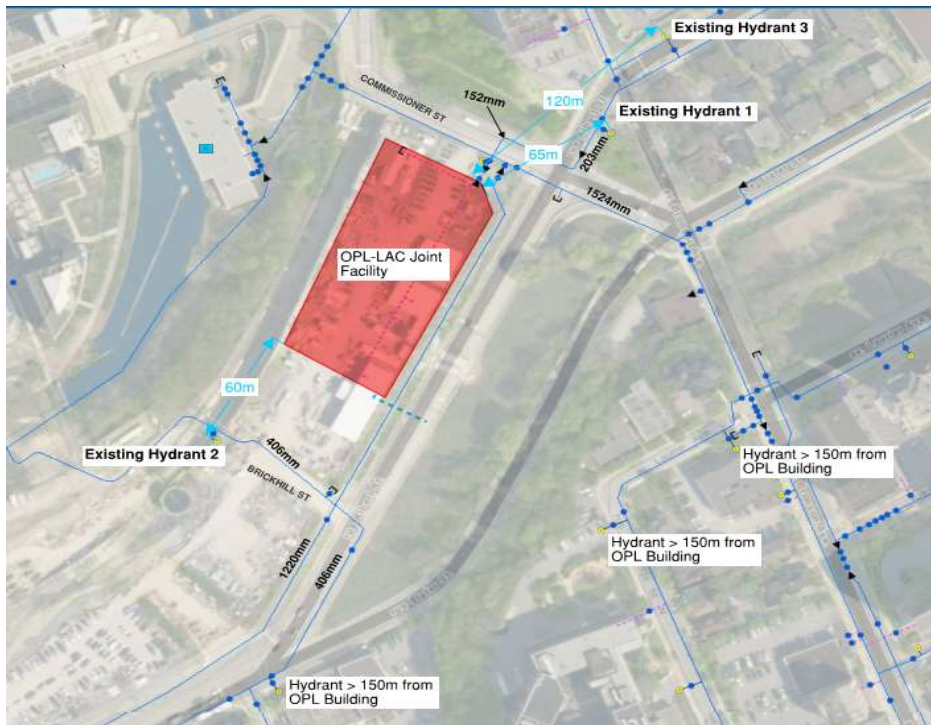 Existing Hydrant 3
COMMISSIONER ST
152mm
120m
Existing Hydrant 1
65m
203mm
1524mm
OPL-LAC Joint
Facility
60m
Existing Hydrant 2
406mm
BRICKHILL ST
Hydrant > 150m from
OPL Building
Hydrant > 150m from
OPL Building
1220mm
406mm
Hydrant > 150m from
OPL Building